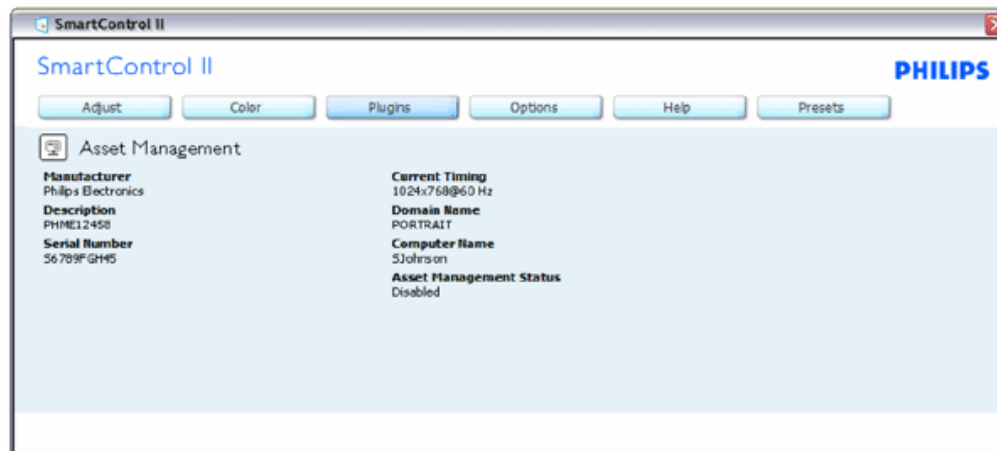 SmartControl II
SmartControl II
PHILIPS
Adjust Color Plugins Options Help Presets
Asset Management
Manufacturer
Philips Electronics
Description
PHME12458
Serial Number
56789FGH45
Current Timing
1024x768@60 Hz
Domain Name
PORTRAIT
Computer Name
SJohnson
Asset Management Status
Disabled